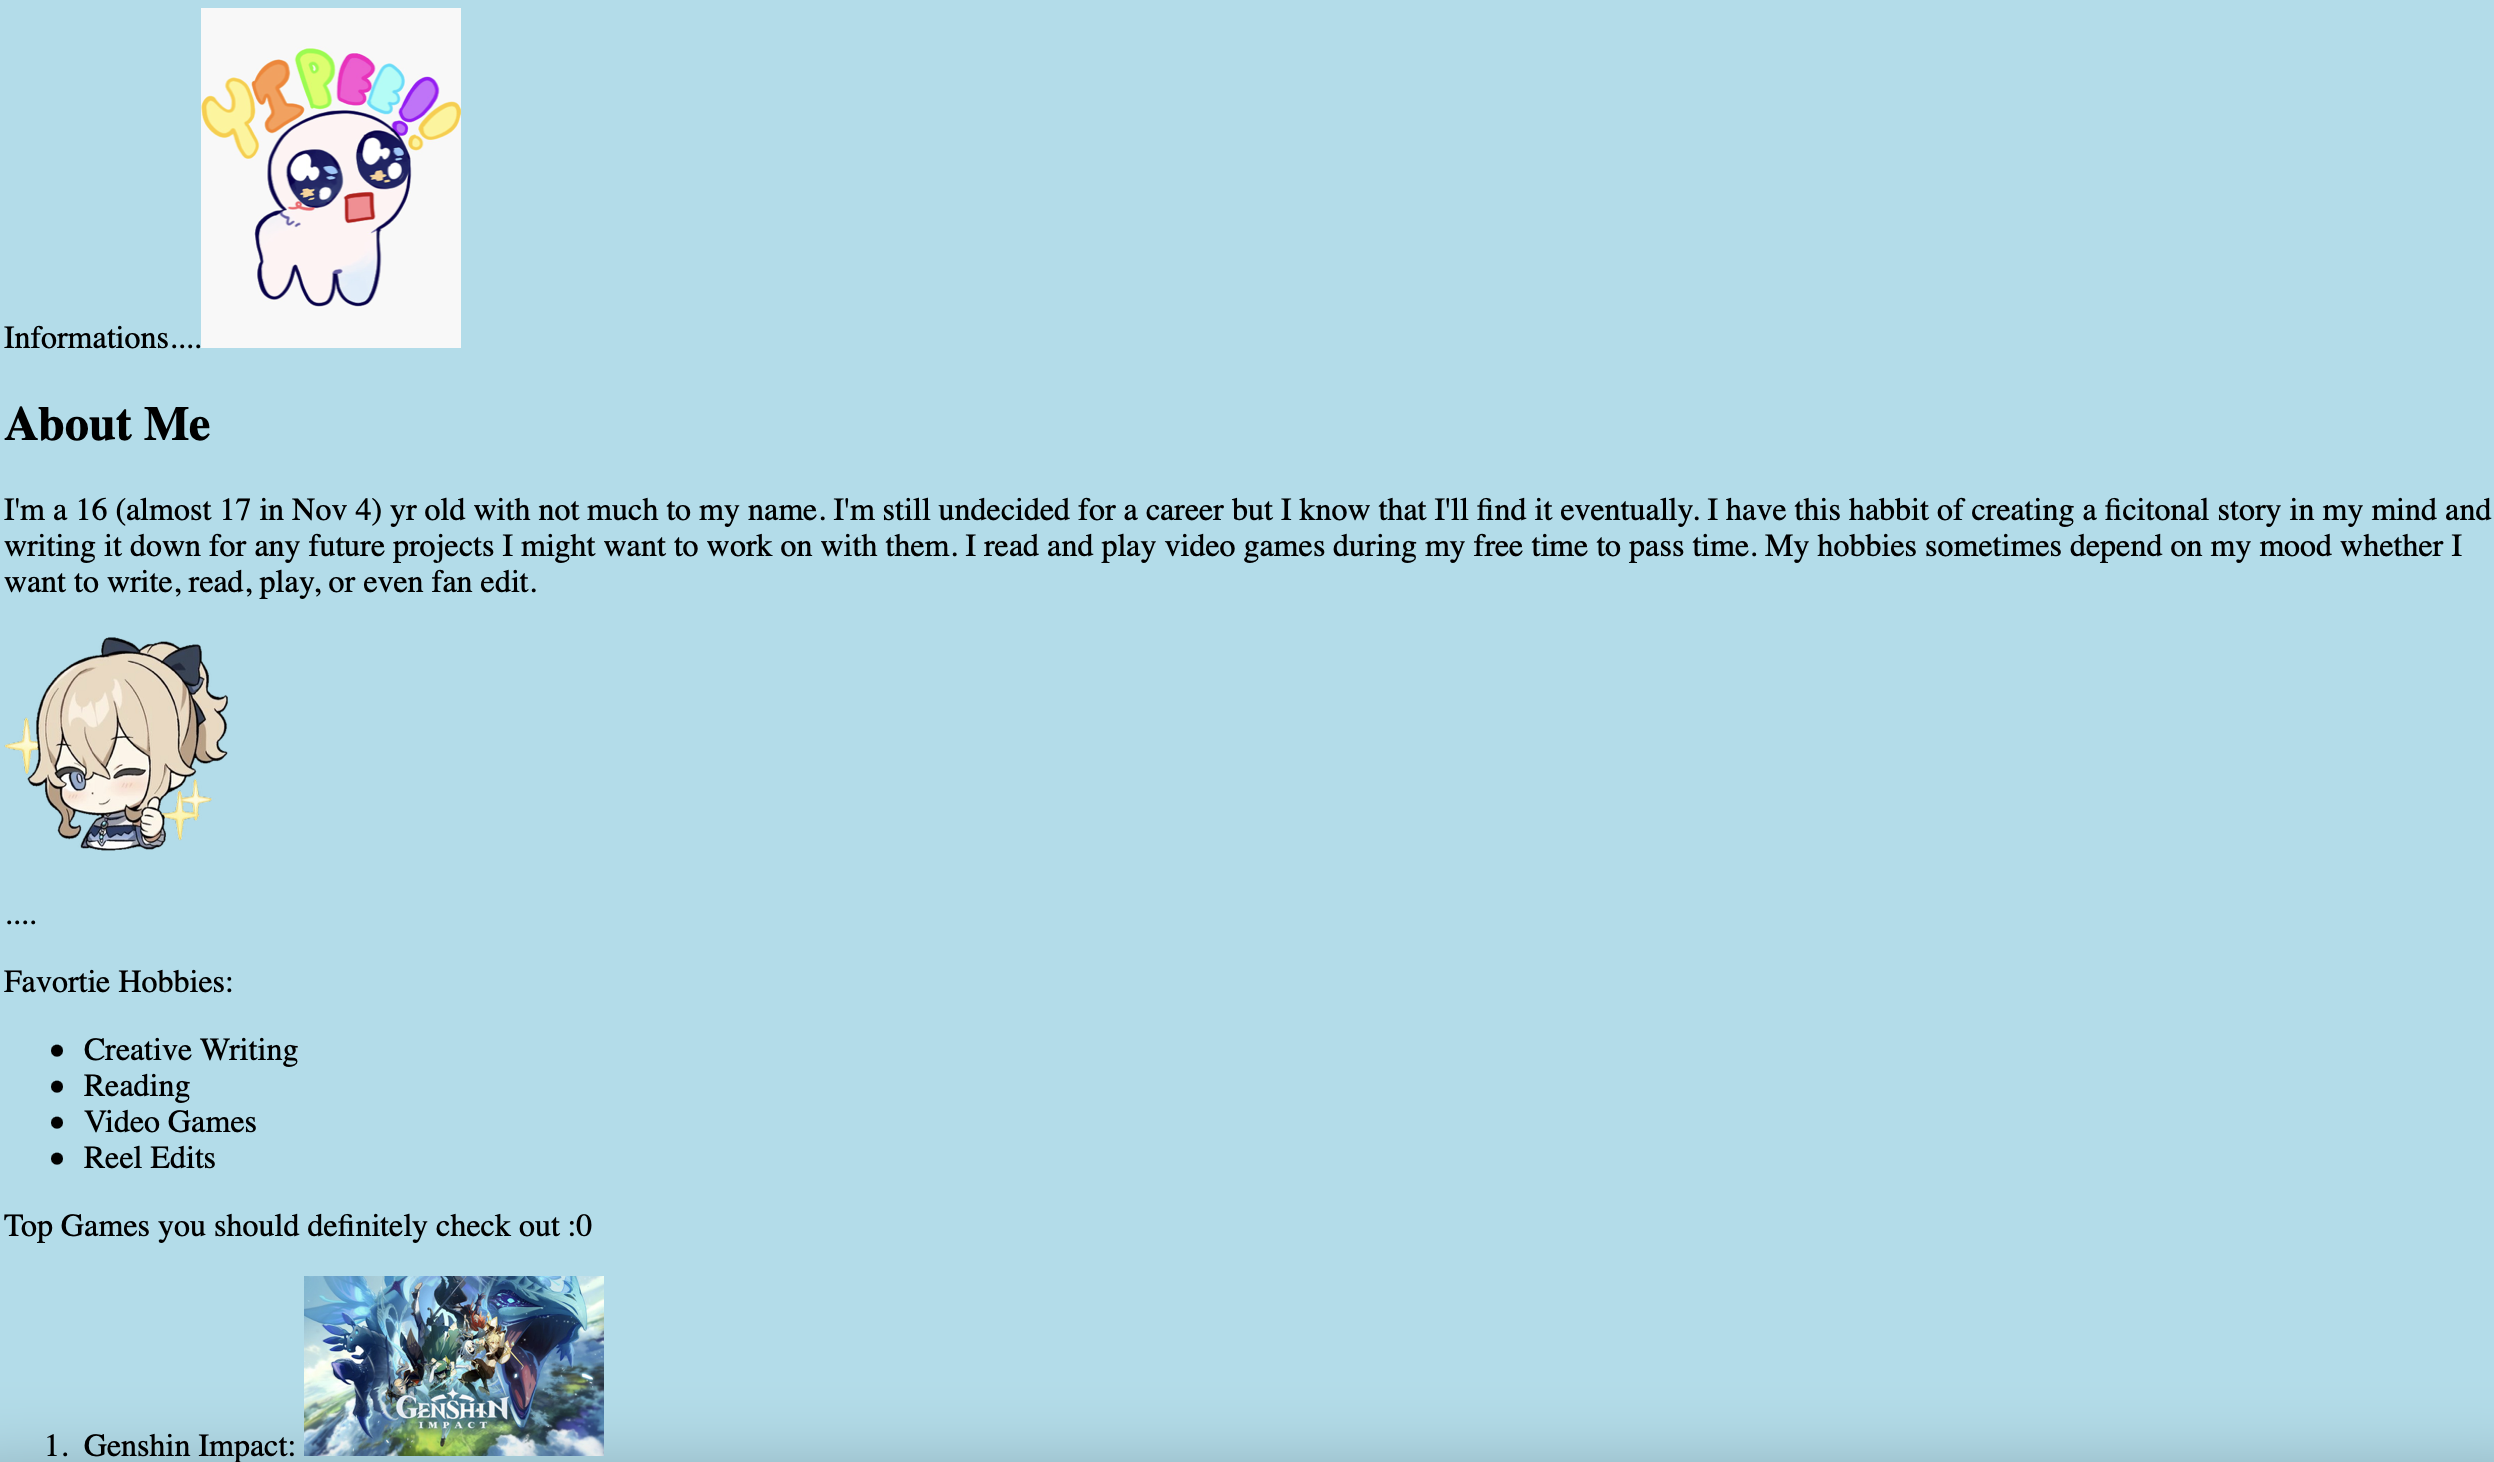 YIPEE!!
Informations....
About Me
I'm a 16 (almost 17 in Nov 4) yr old with not much to my name. I'm still undecided for a career but I know that I'll find it eventually. I have this habbit of creating a ficitonal story in my mind and
writing it down for any future projects I might want to work on with them. I read and play video games during my free time to pass time. My hobbies sometimes depend on my mood whether I
want to write, read, play, or even fan edit.
....
Favortie Hobbies:
• Creative Writing
• Reading
• Video Games
• Reel Edits
Top Games you should definitely check out :0
GENSHIN
IMPACT
1. Genshin Impact: